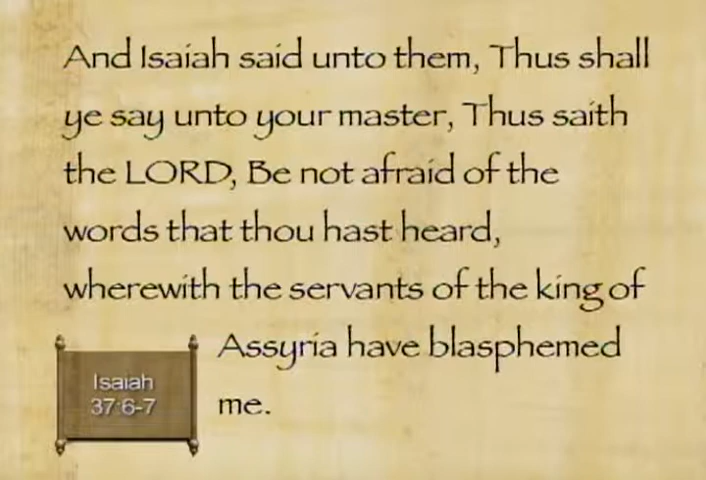 And Isaiah said unto them, Thus shall
ye say unto your master, Thus saith
the LORD, Be not afraid of the
words that thou hast heard,
wherewith the servants of the king of
Assyria have blasphemed
me.
Isaiah
37:6-7